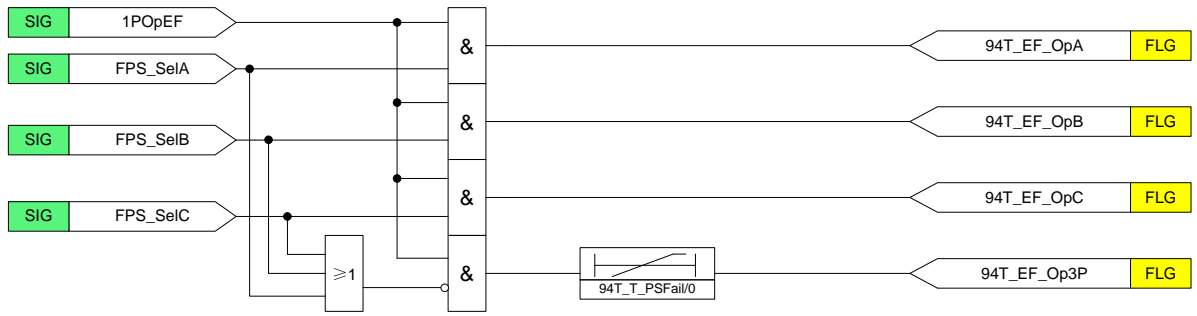 SIG 1POpEF & 94T_EF_OpA FLG
SIG FPS_SelA
SIG FPS_SelB & 94T_EF_OpB FLG
SIG FPS_SelC & 94T_EF_OpC FLG
≥1 & 94T_EF_Op3P FLG
94T_T_PSFail/0